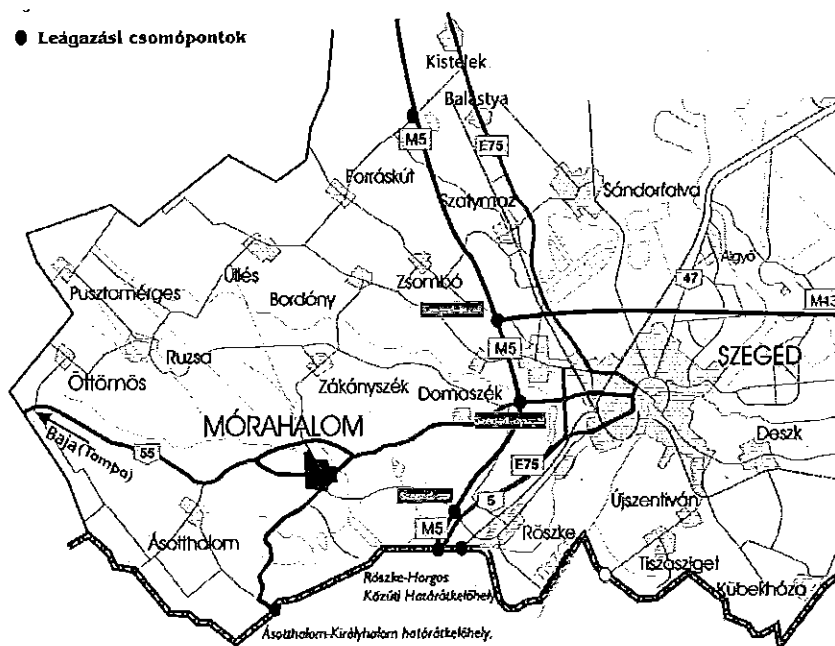 Leágazási csomópontok
Kistelek
Balástya
M5
E75
Forráskút
Szatymaz
Sándorfalva
Algyő
47
Pusztamérges
Üllés
Zsombó
Bordány
M43
M5
Ruzsa
SZEGED
Öttömös
Zákányszék
Domaszék
MÓRAHALOM
Deszk
Baja (Tompa)
55
E75
5
Újszentiván
M5
Ásotthalom
Röszke
Tiszasziget
Kübekháza
Röszke-Horgos
Közúti Határátkelőhely
Ásotthalom-Királyhalom határátkelőhely,